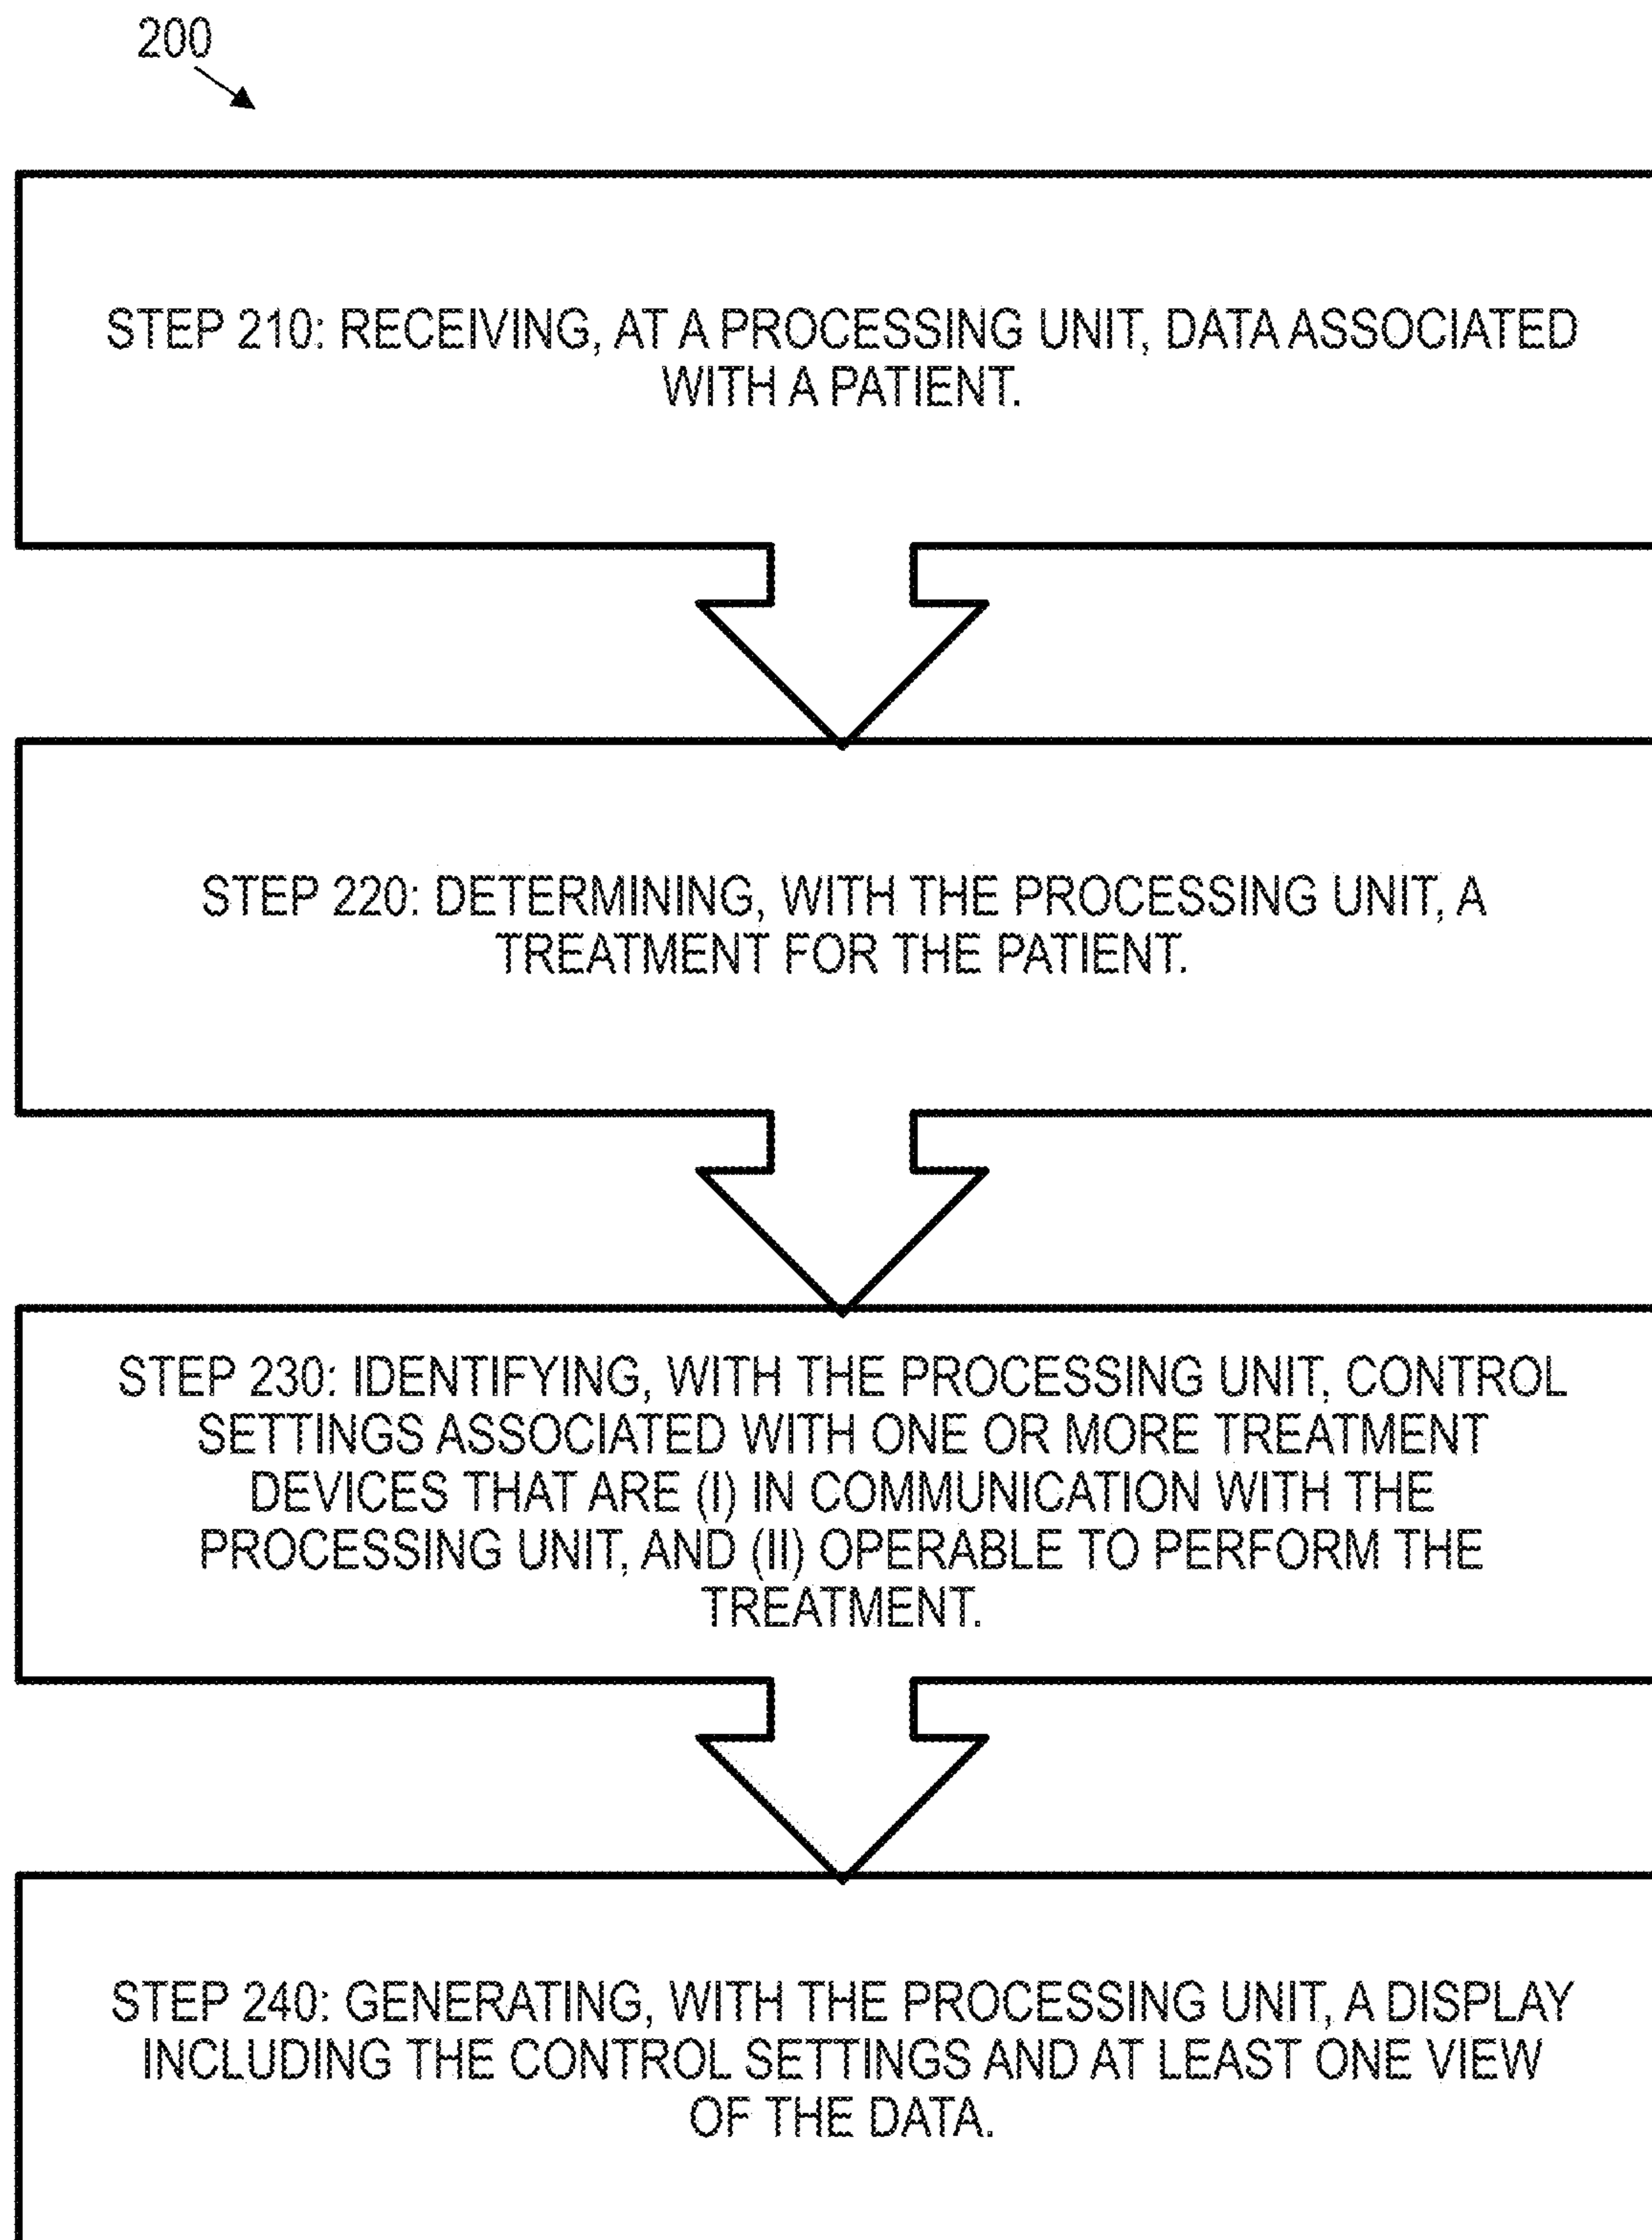 200
STEP 210: RECEIVING, AT A PROCESSING UNIT, DATA ASSOCIATED
WITH A PATIENT.
STEP 220: DETERMINING, WITH THE PROCESSING UNIT, A
TREATMENT FOR THE PATIENT.
STEP 230: IDENTIFYING, WITH THE PROCESSING UNIT, CONTROL
SETTINGS ASSOCIATED WITH ONE OR MORE TREATMENT
DEVICES THAT ARE (I) IN COMMUNICATION WITH THE
PROCESSING UNIT, AND (II) OPERABLE TO PERFORM THE
TREATMENT.
STEP 240: GENERATING, WITH THE PROCESSING UNIT, A DISPLAY
INCLUDING THE CONTROL SETTINGS AND AT LEAST ONE VIEW
OF THE DATA.